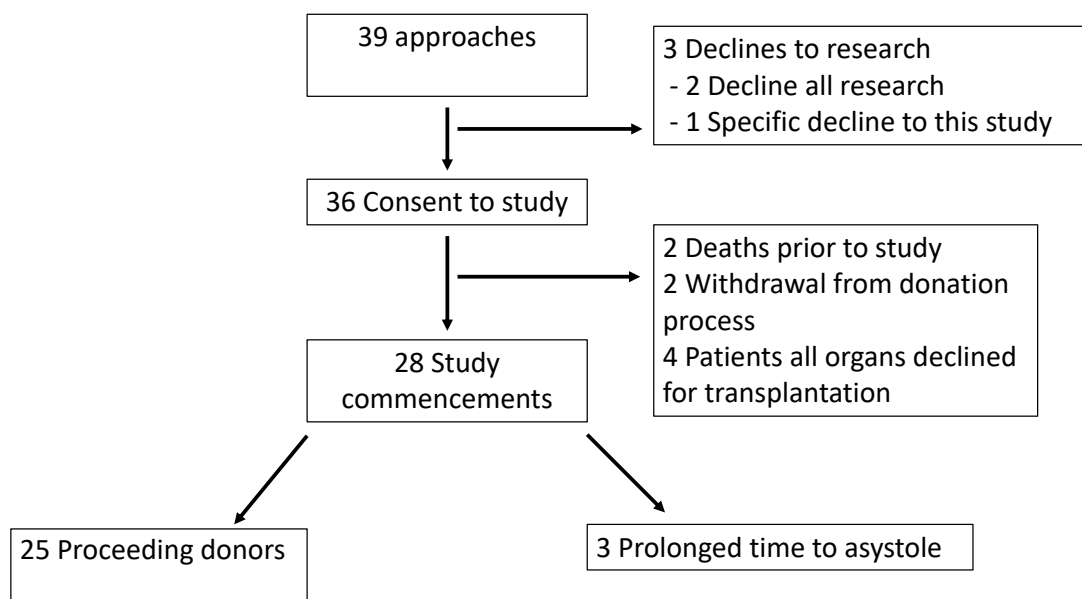 39 approaches
3 Declines to research
- 2 Decline all research
- 1 Specific decline to this study
36 Consent to study
2 Deaths prior to study
2 Withdrawal from donation
process
4 Patients all organs declined
for transplantation
28 Study
commencements
25 Proceeding donors
3 Prolonged time to asystole